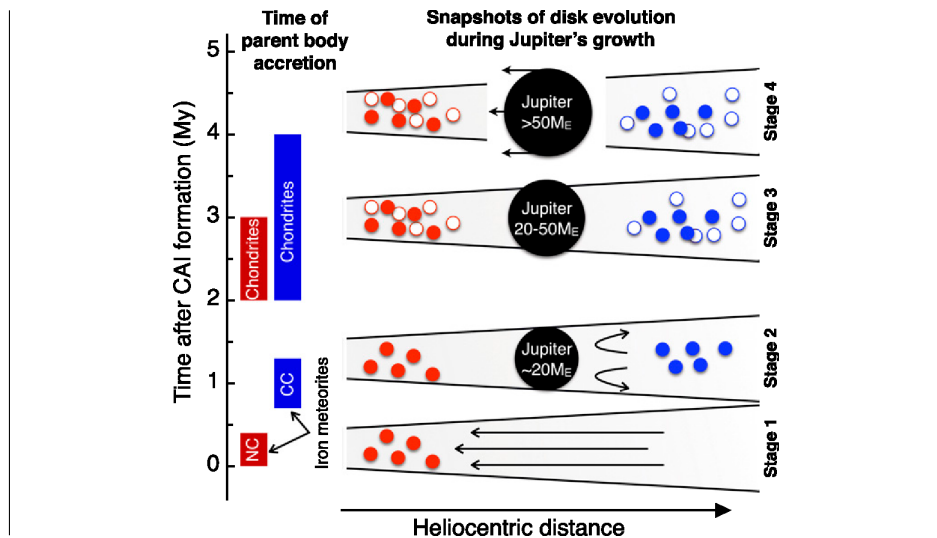 Time of
parent body
accretion
Snapshots of disk evolution
during Jupiter's growth
Time after CAI formation (My)
5
4
3
2
1
0
Chondrites
Chondrites
CC
NC
Iron meteorites
Jupiter
>50ME
Stage 4
Jupiter
20-50ME
Stage 3
Jupiter
~20ME
Stage 2
Stage 1
Heliocentric distance